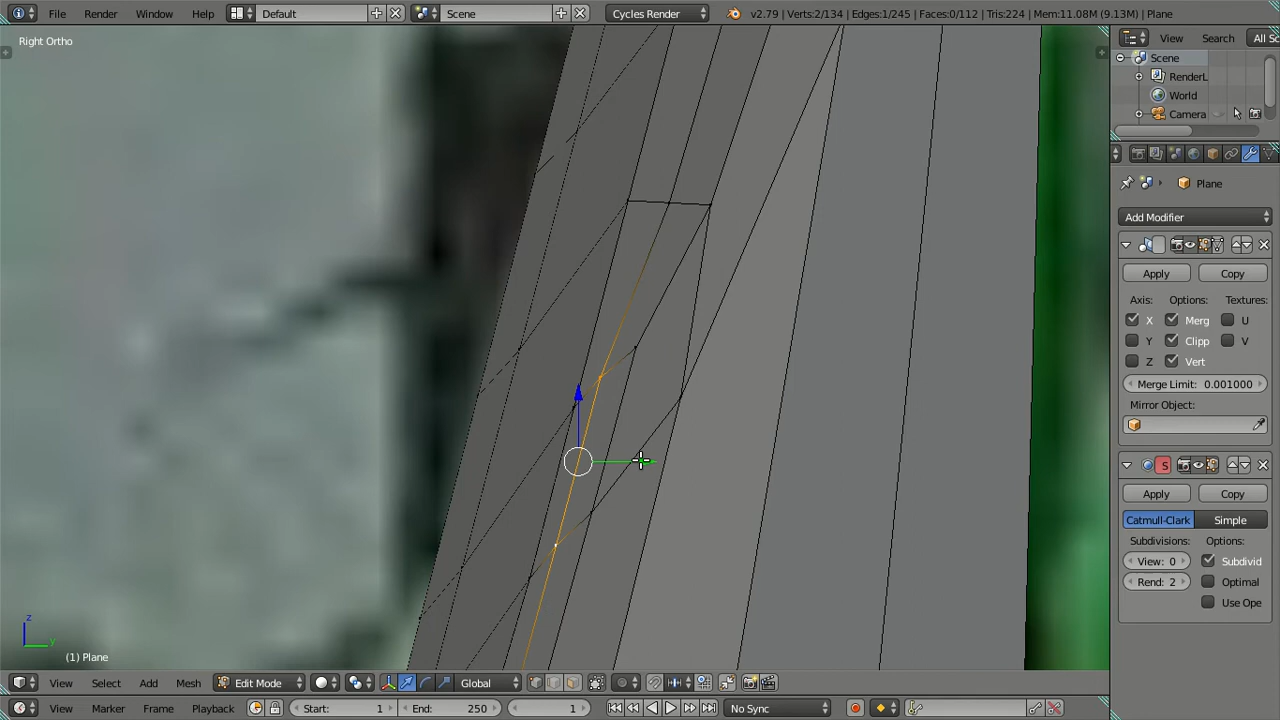 File Render Window Help Default Scene Cycles Render v2.79 | Verts:2/134 | Edges:1/245 | Faces:0/112 | Tris:224 | Mem:11.08M (9.13M) | Plane
Right Ortho
View Search All Sc
Scene
RenderL
World
Camera
Plane
Add Modifier
Apply Copy
Axis: Options: Textures:
X Merg U
Y Clipp V
Z Vert
Merge Limit: 0.001000
Mirror Object:
S
Apply Copy
Catmull-Clark Simple
Subdivisions: Options:
View: 0 Subdivid
Rend: 2 Optimal
Use Ope
z
y
(1) Plane
View Select Add Mesh Edit Mode Global
View Marker Frame Playback Start: 1 End: 250 1 No Sync